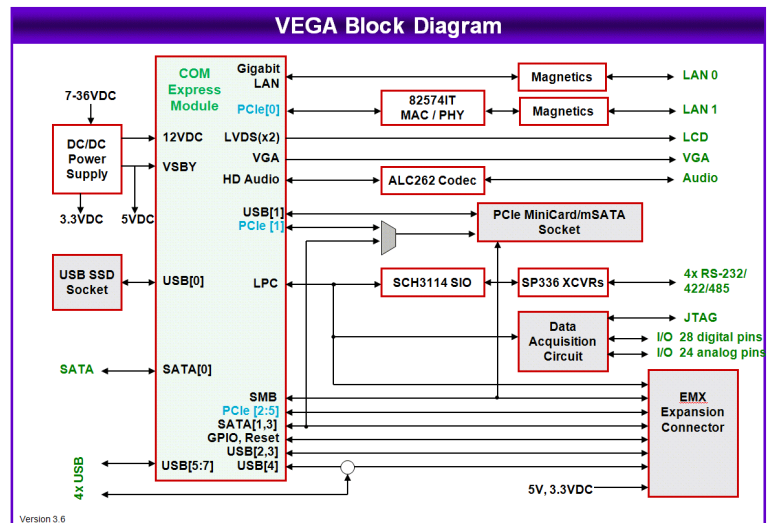 VEGA Block Diagram
COM
Express
Module
Gigabit
LAN
Magnetics
LAN 0
7-36VDC
PCIe[0]
82574IT
MAC / PHY
Magnetics
LAN 1
DC/DC
Power
Supply
12VDC
LVDS(x2)
LCD
VSBY
VGA
VGA
HD Audio
ALC262 Codec
Audio
3.3VDC
5VDC
USB[1]
PCIe [1]
PCIe MiniCard/mSATA
Socket
USB SSD
Socket
USB[0]
LPC
SCH3114 SIO
SP336 XCVRs
4x RS-232/
422/485
Data
Acquisition
Circuit
JTAG
I/O 28 digital pins
I/O 24 analog pins
SATA
SATA[0]
SMB
PCIe [2:5]
SATA[1,3]
GPIO, Reset
USB[2,3]
USB[4]
EMX
Expansion
Connector
4x USB
USB[5:7]
5V, 3.3VDC
Version 3.6